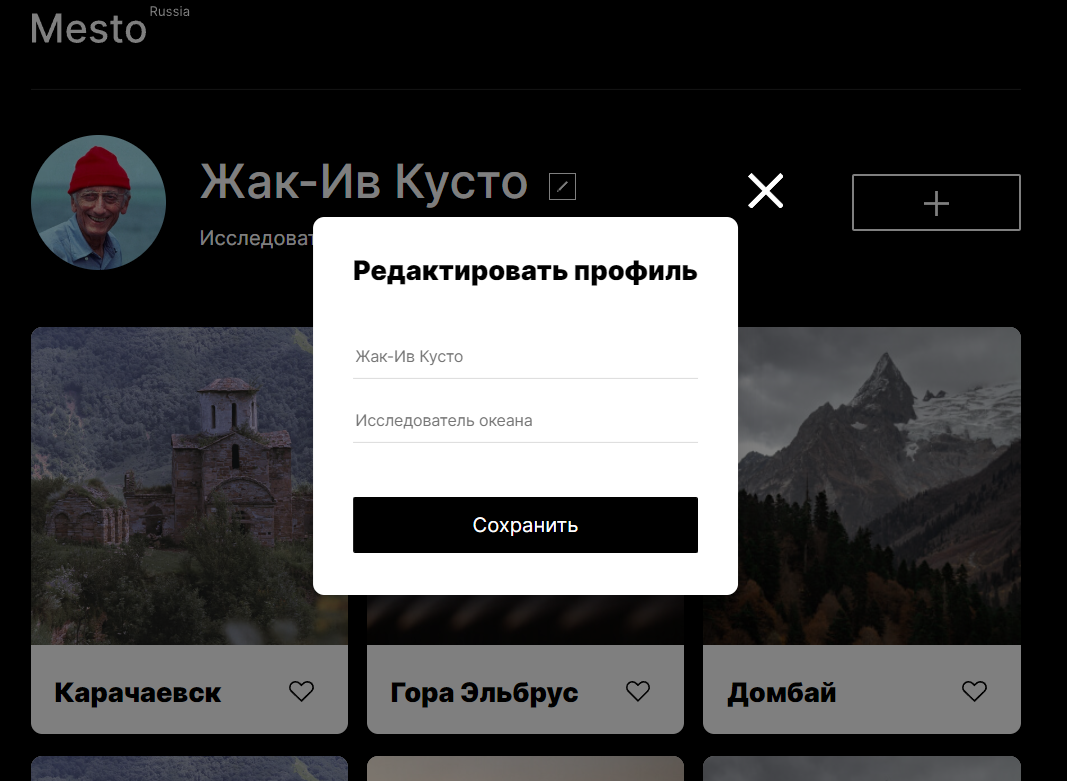 Mesto Russia
Жак-Ив Кусто
Исследоват
Редактировать профиль
Жак-Ив Кусто
Исследователь океана
Сохранить
Карачаевск
Гора Эльбрус
Домбай